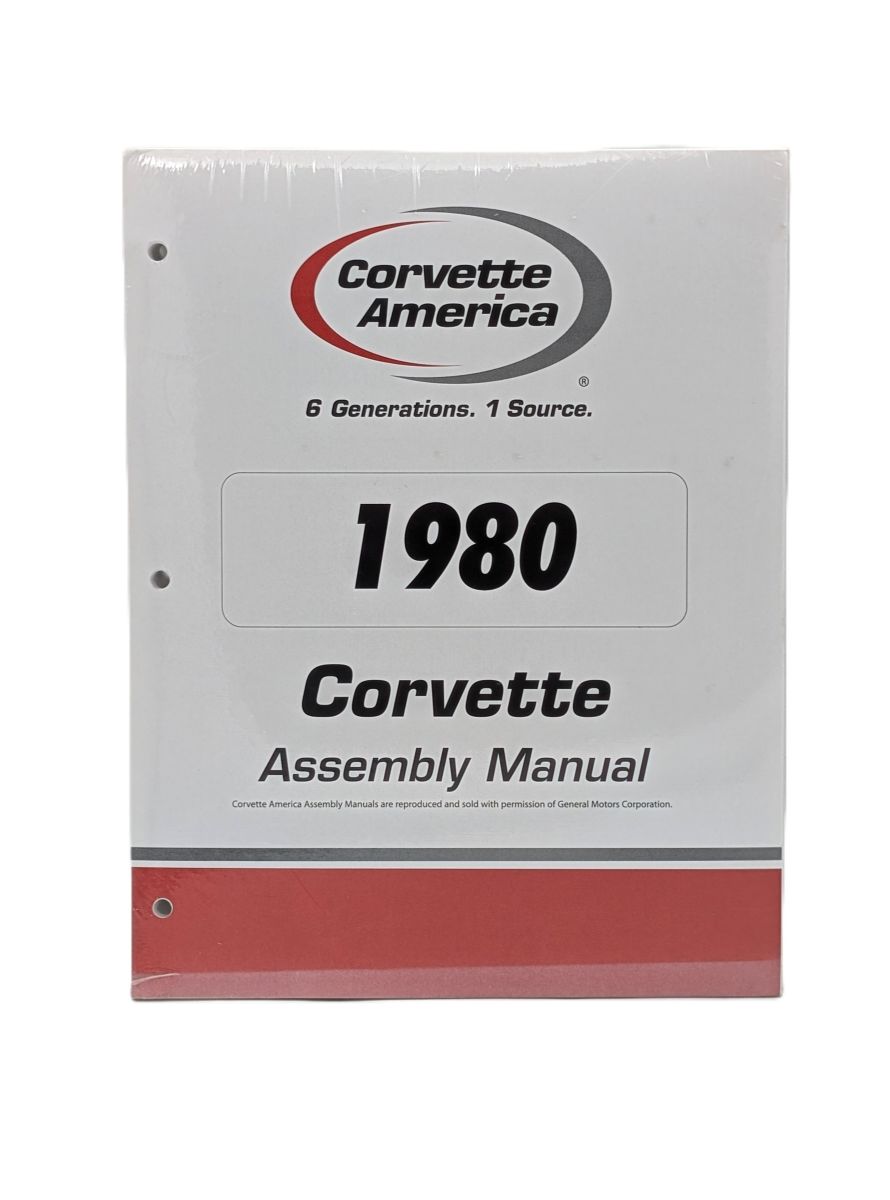 Corvette
America
®
6 Generations. 1 Source.
1980
Corvette
Assembly Manual
Corvette America Assembly Manuals are reproduced and sold with permission of General Motors Corporation.